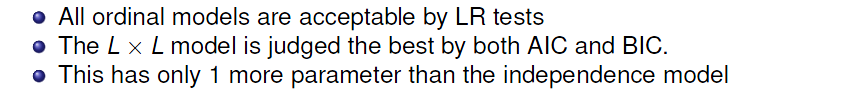 All ordinal models are acceptable by LR tests
The L × L model is judged the best by both AIC and BIC.
This has only 1 more parameter than the independence model